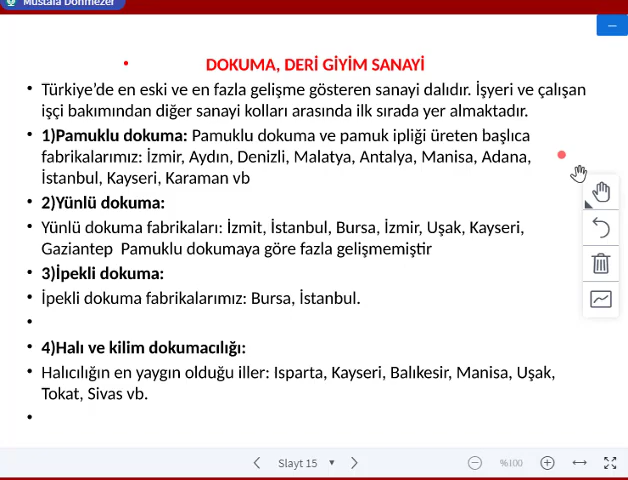 Mustafa Dönmezer
DOKUMA, DERİ GİYİM SANAYİ
• Türkiye’de en eski ve en fazla gelişme gösteren sanayi dalıdır. İşyeri ve çalışan
işçi bakımından diğer sanayi kolları arasında ilk sırada yer almaktadır.
• 1)Pamuklu dokuma: Pamuklu dokuma ve pamuk ipliği üreten başlıca
fabrikalarımız: İzmir, Aydın, Denizli, Malatya, Antalya, Manisa, Adana,
İstanbul, Kayseri, Karaman vb
• 2)Yünlü dokuma:
• Yünlü dokuma fabrikaları: İzmit, İstanbul, Bursa, İzmir, Uşak, Kayseri,
Gaziantep Pamuklu dokumaya göre fazla gelişmemiştir
• 3)İpekli dokuma:
• İpekli dokuma fabrikalarımız: Bursa, İstanbul.
• 4)Halı ve kilim dokumacılığı:
• Halıcılığın en yaygın olduğu iller: Isparta, Kayseri, Balıkesir, Manisa, Uşak,
Tokat, Sivas vb.
Slayt 15
%100